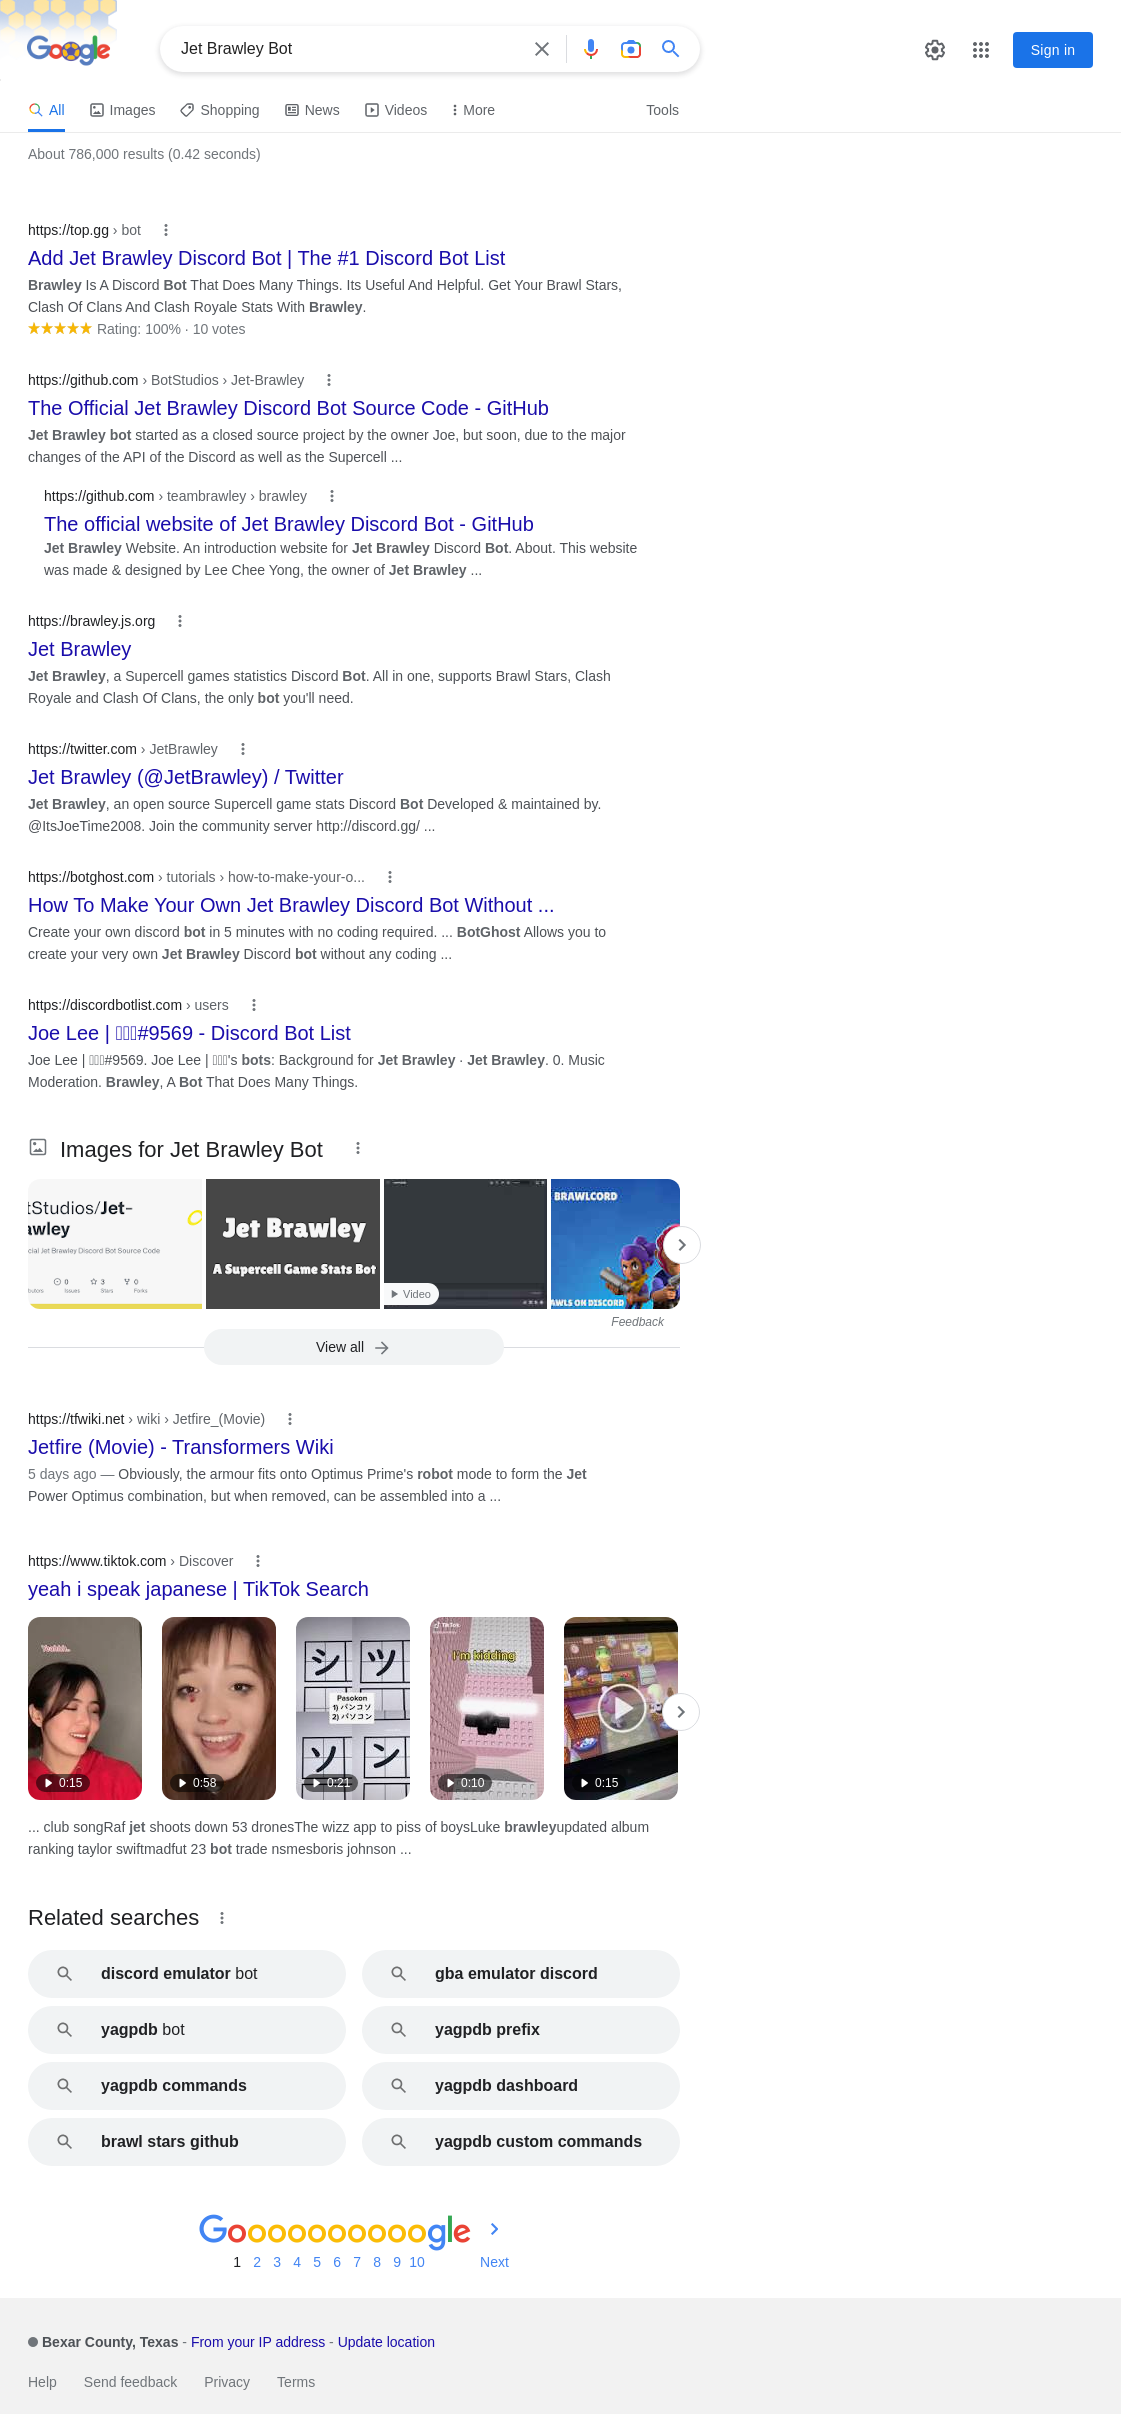 Google
Jet Brawley Bot
Sign in
All
Images
Shopping
News
Videos
More
Tools
About 786,000 results (0.42 seconds)
https://top.gg › bot
Add Jet Brawley Discord Bot | The #1 Discord Bot List
Brawley Is A Discord Bot That Does Many Things. Its Useful And Helpful. Get Your Brawl Stars,
Clash Of Clans And Clash Royale Stats With Brawley.
Rating: 100% · 10 votes
https://github.com › BotStudios › Jet-Brawley
The Official Jet Brawley Discord Bot Source Code - GitHub
Jet Brawley bot started as a closed source project by the owner Joe, but soon, due to the major
changes of the API of the Discord as well as the Supercell ...
https://github.com › teambrawley › brawley
The official website of Jet Brawley Discord Bot - GitHub
Jet Brawley Website. An introduction website for Jet Brawley Discord Bot. About. This website
was made & designed by Lee Chee Yong, the owner of Jet Brawley ...
https://brawley.js.org
Jet Brawley
Jet Brawley, a Supercell games statistics Discord Bot. All in one, supports Brawl Stars, Clash
Royale and Clash Of Clans, the only bot you'll need.
https://twitter.com › JetBrawley
Jet Brawley (@JetBrawley) / Twitter
Jet Brawley, an open source Supercell game stats Discord Bot Developed & maintained by.
@ItsJoeTime2008. Join the community server http://discord.gg/ ...
https://botghost.com › tutorials › how-to-make-your-o...
How To Make Your Own Jet Brawley Discord Bot Without ...
Create your own discord bot in 5 minutes with no coding required. ... BotGhost Allows you to
create your very own Jet Brawley Discord bot without any coding ...
https://discordbotlist.com › users
Joe Lee | #9569 - Discord Bot List
Joe Lee | #9569. Joe Lee | 's bots: Background for Jet Brawley · Jet Brawley. 0. Music
Moderation. Brawley, A Bot That Does Many Things.
Images for Jet Brawley Bot
tStudios/Jet-
awley
cial Jet Brawley Discord Bot Source Code
0 3 0
butors Issues Stars Forks
Jet Brawley
A Supercell Game Stats Bot
Video
BRAWLCORD
AWLS ON DISCORD
Feedback
View all
https://tfwiki.net › wiki › Jetfire_(Movie)
Jetfire (Movie) - Transformers Wiki
5 days ago — Obviously, the armour fits onto Optimus Prime's robot mode to form the Jet
Power Optimus combination, but when removed, can be assembled into a ...
https://www.tiktok.com › Discover
yeah i speak japanese | TikTok Search
Yeahhh..
0:15
0:58
シ ツ
Pasokon
1) パンコソ
2) パソコン
ソ ン
0:21
TikTok
I'm kidding
0:10
0:15
... club songRaf jet shoots down 53 dronesThe wizz app to piss of boysLuke brawleyupdated album
ranking taylor swiftmadfut 23 bot trade nsmesboris johnson ...
Related searches
discord emulator bot
gba emulator discord
yagpdb bot
yagpdb prefix
yagpdb commands
yagpdb dashboard
brawl stars github
yagpdb custom commands
Goooooooooogle
1 2 3 4 5 6 7 8 9 10 Next
Bexar County, Texas - From your IP address - Update location
Help Send feedback Privacy Terms